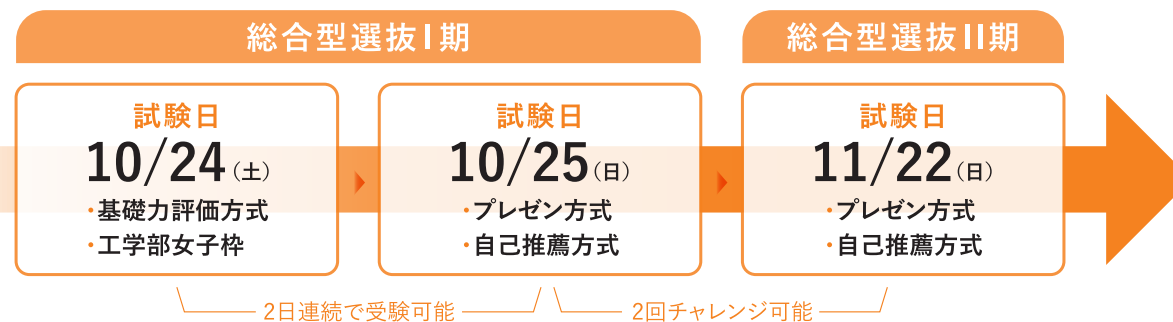 総合型選抜Ⅰ期
総合型選抜II期
試験日
10/24（土）
・基礎力評価方式
・工学部女子枠
試験日
10/25（日）
・プレゼン方式
・自己推薦方式
試験日
11/22（日）
・プレゼン方式
・自己推薦方式
2日連続で受験可能
2回チャレンジ可能